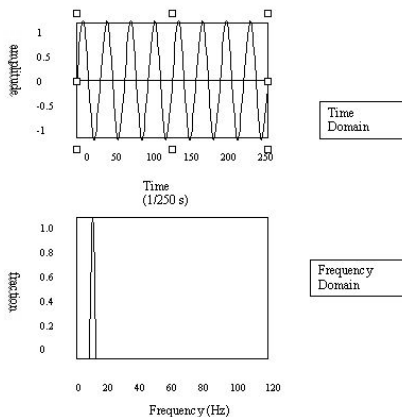 1
0.5
0
-0.5
-1
amplitude
0 50 100 150 200 250
Time
(1/250 s)
Time
Domain
1.0
0.8
0.6
0.4
0.2
0
fraction
0 20 40 60 80 100 120
Frequency (Hz)
Frequency
Domain